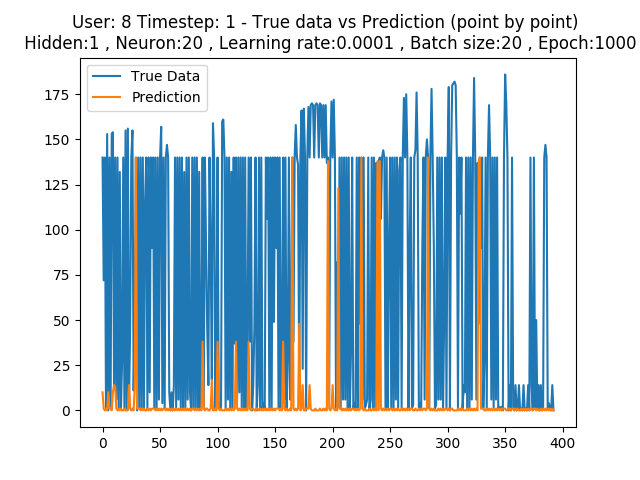 User: 8 Timestep: 1 - True data vs Prediction (point by point)
Hidden:1 , Neuron:20 , Learning rate:0.0001 , Batch size:20 , Epoch:1000
True Data
Prediction
175
150
125
100
75
50
25
0
0 50 100 150 200 250 300 350 400